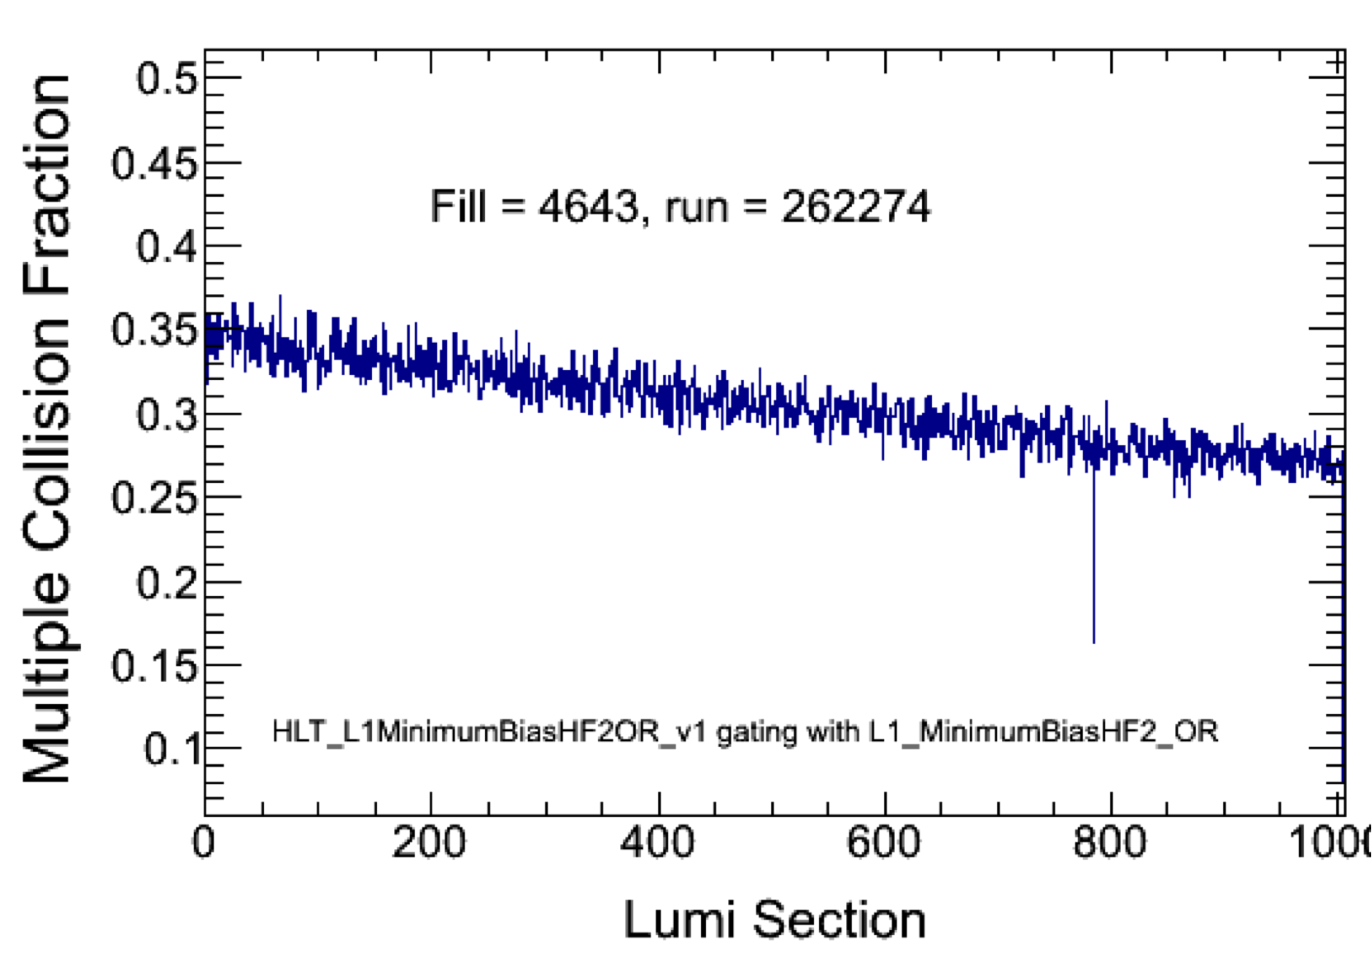 Multiple Collision Fraction
0.5
0.45
Fill = 4643, run = 262274
0.4
0.35
0.3
0.25
0.2
0.15
HLT_L1MinimumBiasHF2OR_v1 gating with L1_MinimumBiasHF2_OR
0.1
0 200 400 600 800 1000
Lumi Section